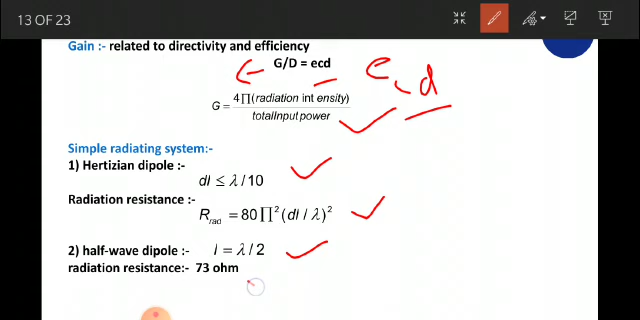 13 OF 23
Gain :- related to directivity and efficiency
G/D = ecd
e c d
G = 4∏(radiation int ensity) / totalInput power
Simple radiating system:-
1) Hertizian dipole :-
dl ≤ λ/10
Radiation resistance :-
R_rad = 80∏²(dl / λ)²
2) half-wave dipole :- l = λ/2
radiation resistance:- 73 ohm